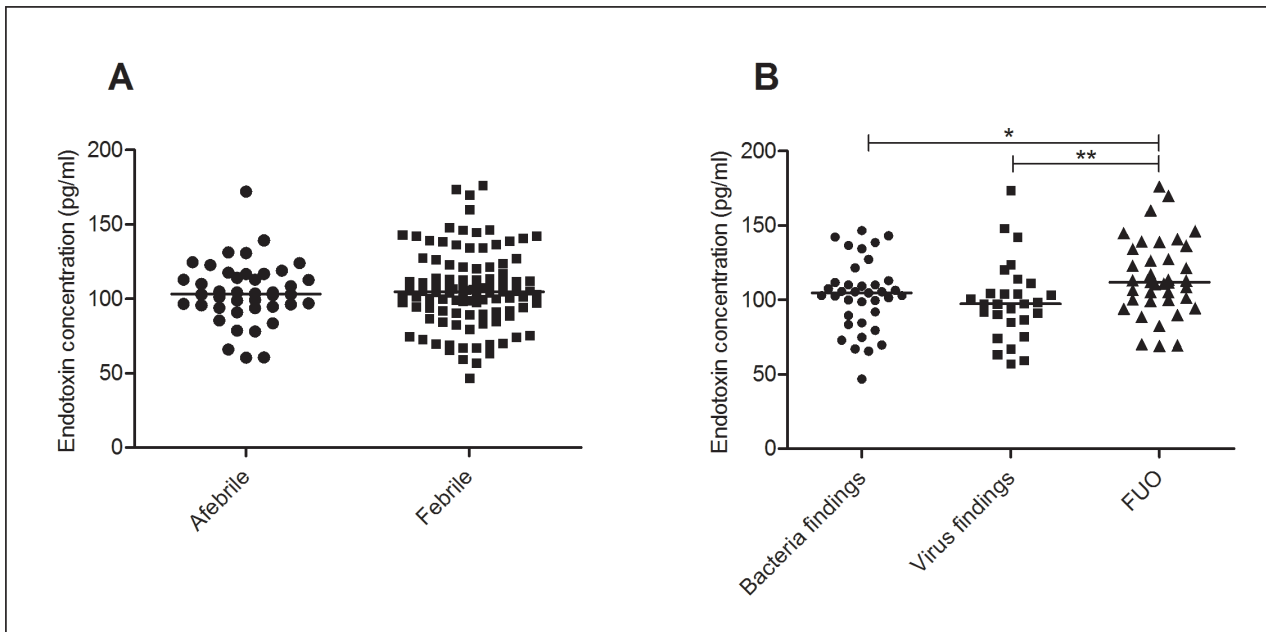 A
Endotoxin concentration (pg/ml)
200
150
100
50
0
Afebrile
Febrile
B
Endotoxin concentration (pg/ml)
200
150
100
50
0
*
**
Bacteria findings
Virus findings
FUO